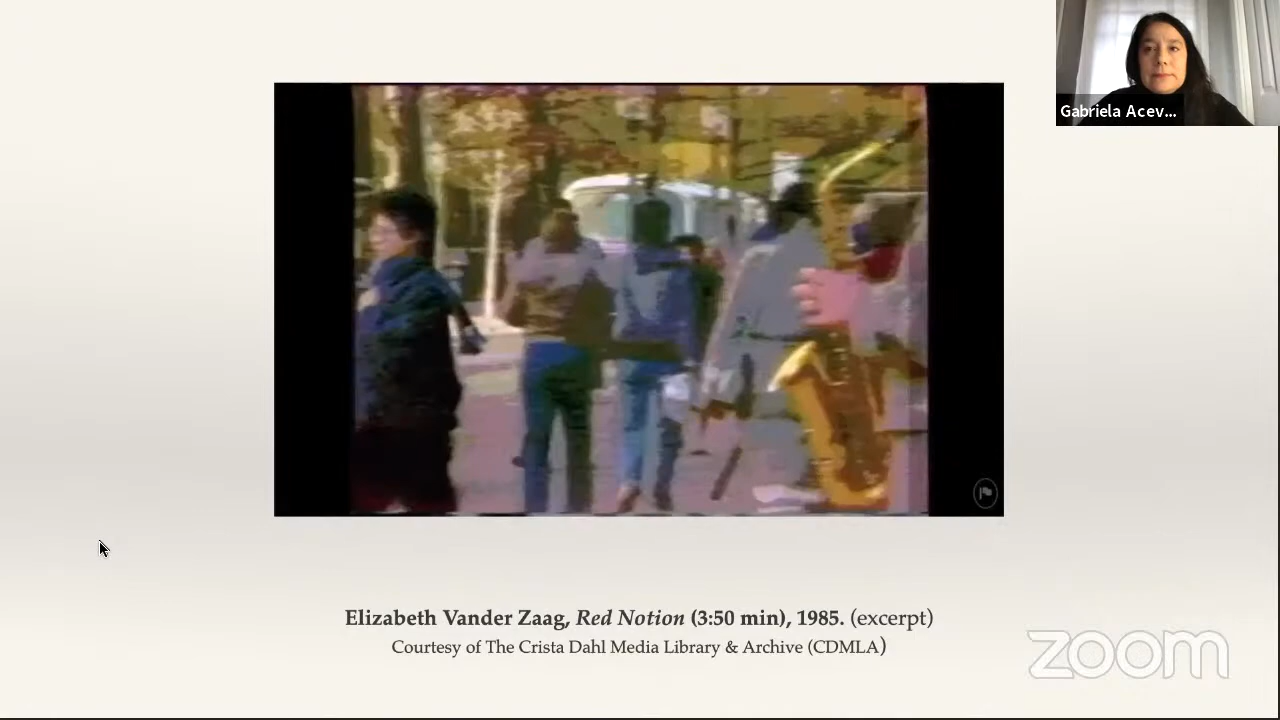 Gabriela Acev...
Elizabeth Vander Zaag, Red Notion (3:50 min), 1985. (excerpt)
Courtesy of The Crista Dahl Media Library & Archive (CDMLA)
zoom